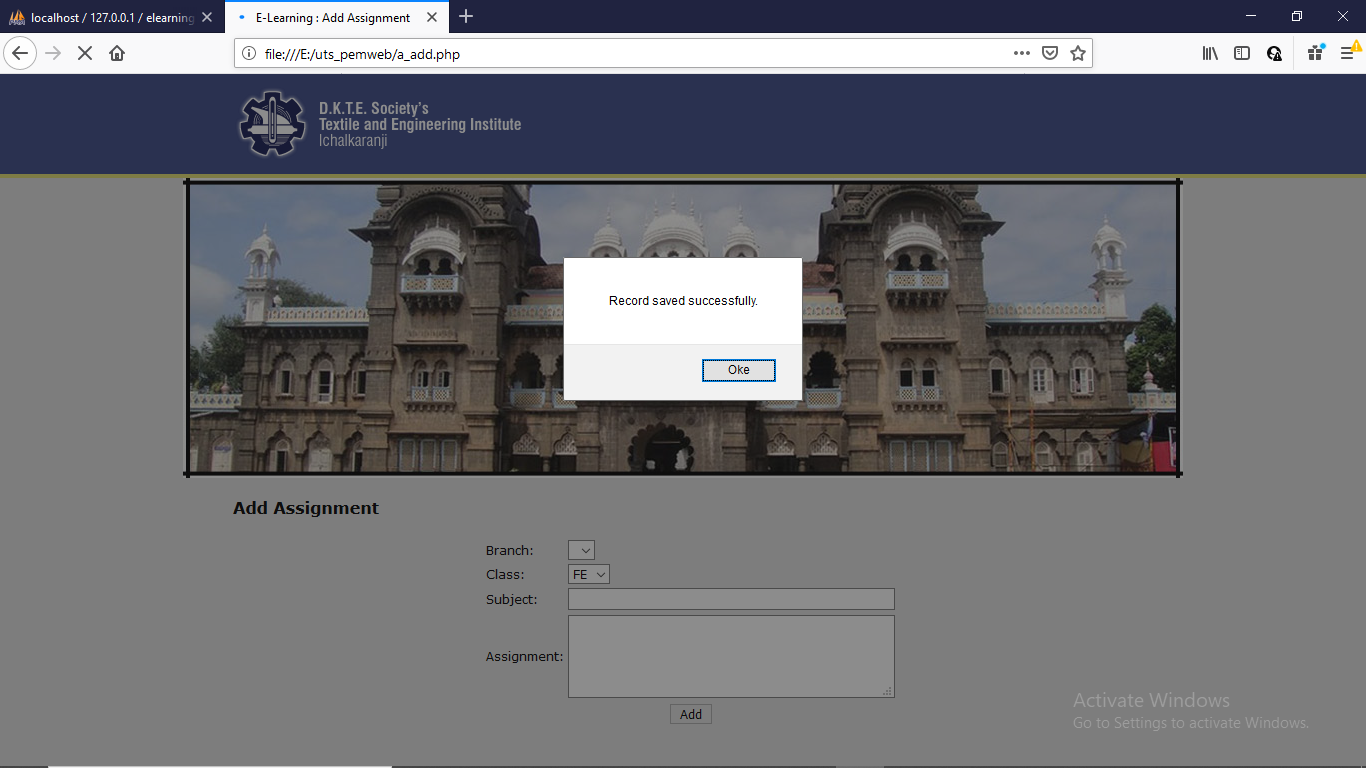 localhost / 127.0.0.1 / elearning
E-Learning : Add Assignment
file:///E:/uts_pemweb/a_add.php
D.K.T.E. Society's
Textile and Engineering Institute
Ichalkaranji
Record saved successfully.
Oke
Add Assignment
Branch:
Class: FE
Subject:
Assignment:
Add
Activate Windows
Go to Settings to activate Windows.